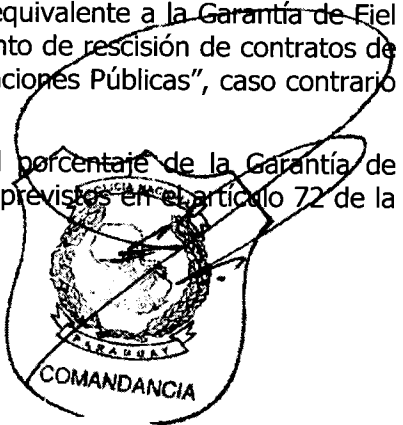 equivalente a la Garantía de Fiel
nto de rescisión de contratos de
aciones Públicas", caso contrario
porcentaje de la Garantía de
previstos en el artículo 72 de la
PARAGUAY
COMANDANCIA